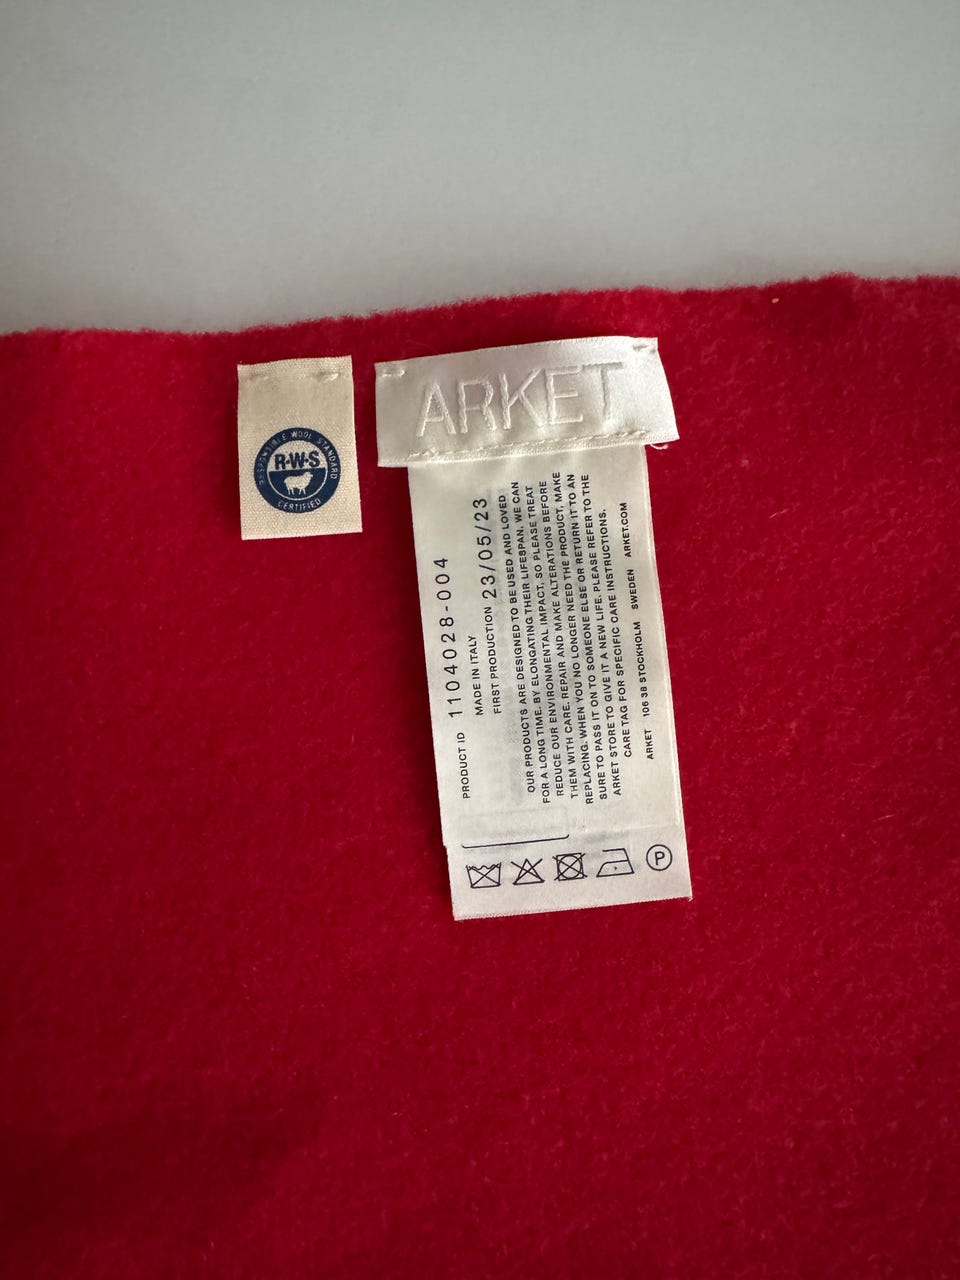 RESPONSIBLE WOOL STANDARD
R·W·S
CERTIFIED
ARKET
PRODUCT ID 1104028-004
MADE IN ITALY
FIRST PRODUCTION 23/05/23
OUR PRODUCTS ARE DESIGNED TO BE USED AND LOVED
FOR A LONG TIME. BY ELONGATING THEIR LIFESPAN, WE CAN
REDUCE OUR ENVIRONMENTAL IMPACT, SO PLEASE TREAT
THEM WITH CARE. REPAIR AND MAKE ALTERATIONS BEFORE
REPLACING. WHEN YOU NO LONGER NEED THE PRODUCT, MAKE
SURE TO PASS IT ON TO SOMEONE ELSE OR RETURN IT TO AN
ARKET STORE TO GIVE IT A NEW LIFE. PLEASE REFER TO THE
CARE TAG FOR SPECIFIC CARE INSTRUCTIONS.
ARKET 106 38 STOCKHOLM SWEDEN ARKET.COM
P